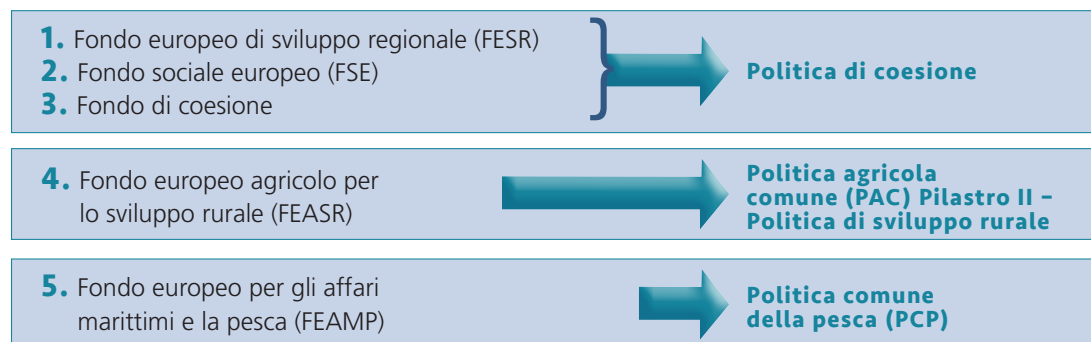 1. Fondo europeo di sviluppo regionale (FESR)
2. Fondo sociale europeo (FSE)
3. Fondo di coesione
Politica di coesione
4. Fondo europeo agricolo per
lo sviluppo rurale (FEASR)
Politica agricola
comune (PAC) Pilastro II –
Politica di sviluppo rurale
5. Fondo europeo per gli affari
marittimi e la pesca (FEAMP)
Politica comune
della pesca (PCP)